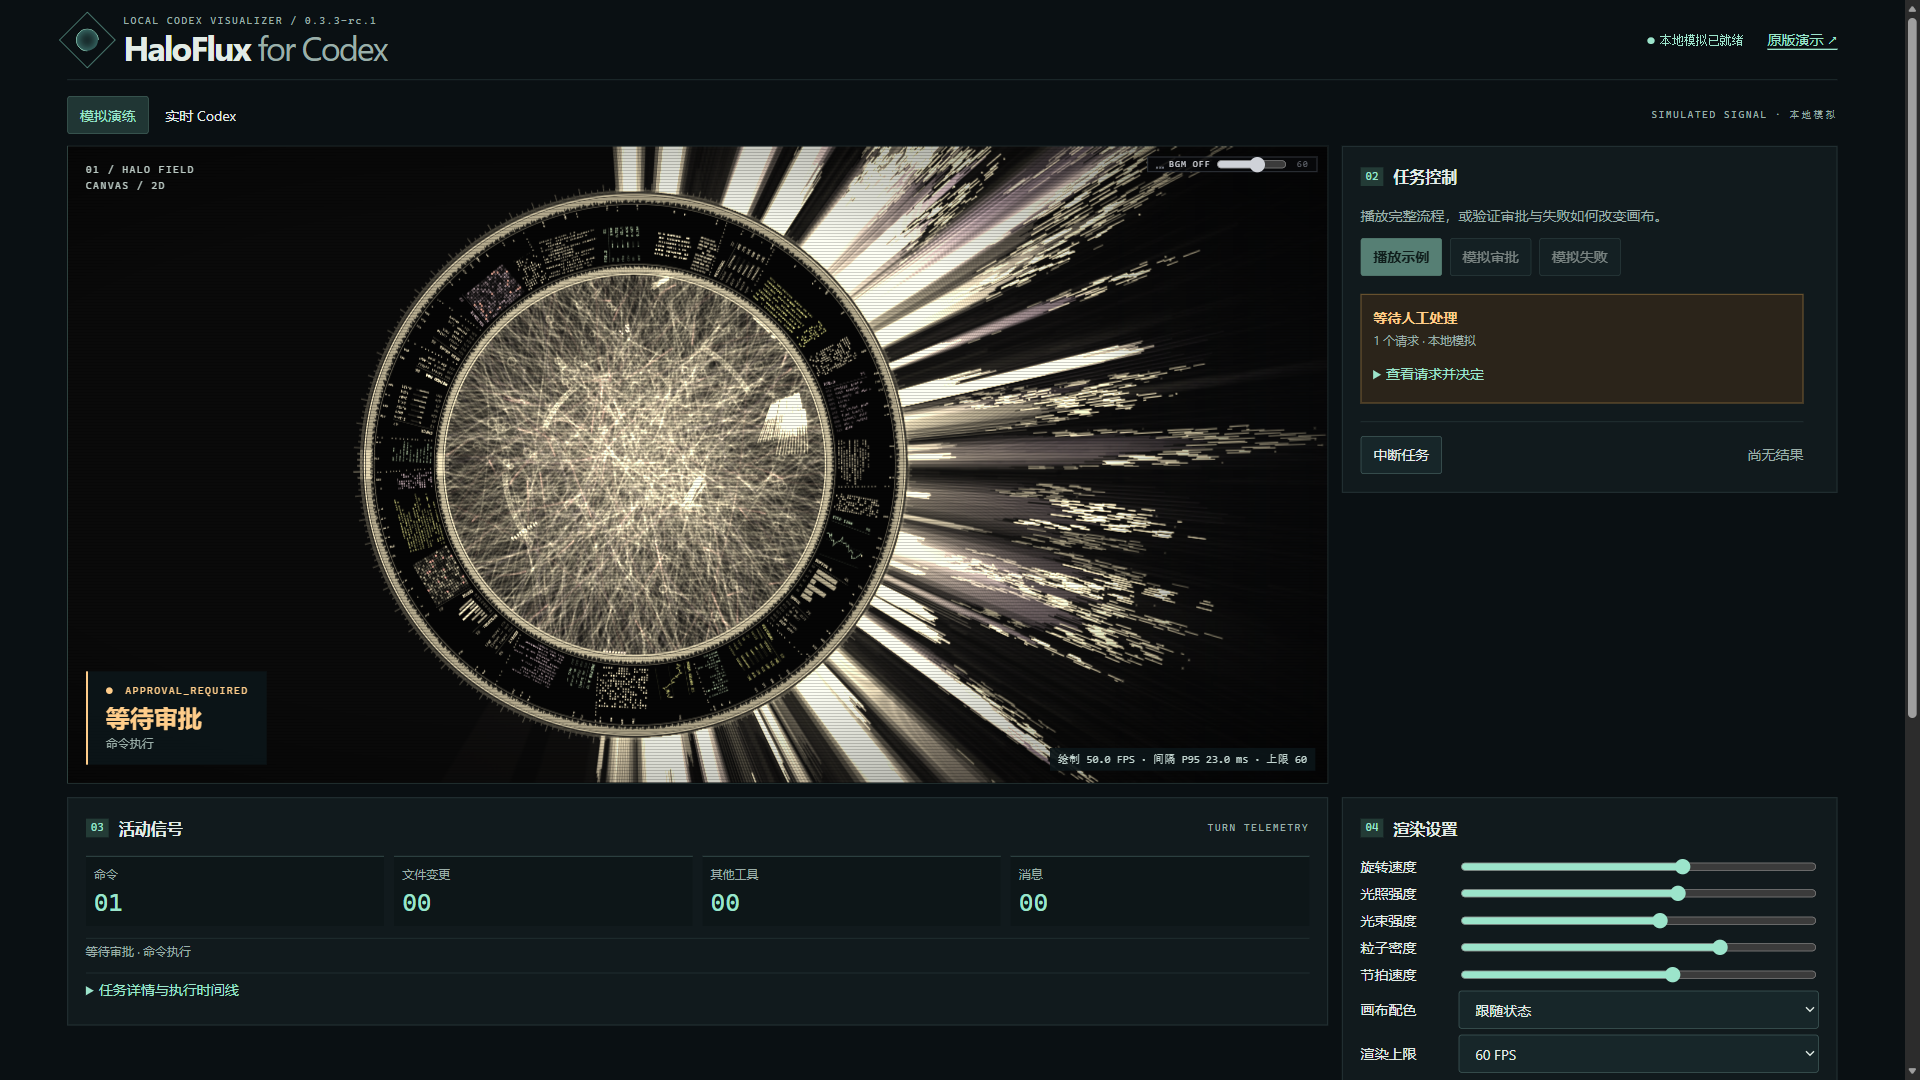 LOCAL CODEX VISUALIZER / 0.3.3-rc.1
HaloFlux for Codex
本地模拟已就绪
原版演示 ↗
模拟演练
实时 Codex
SIMULATED SIGNAL · 本地模拟
01 / HALO FIELD
CANVAS / 2D
BGM OFF
60
APPROVAL_REQUIRED
等待审批
命令执行
绘制 50.0 FPS · 间隔 P95 23.0 ms · 上限 60
02 任务控制
播放完整流程，或验证审批与失败如何改变画布。
播放示例
模拟审批
模拟失败
等待人工处理
1 个请求 · 本地模拟
▶ 查看请求并决定
中断任务
尚无结果
03 活动信号
TURN TELEMETRY
命令
01
文件变更
00
其他工具
00
消息
00
等待审批 · 命令执行
▶ 任务详情与执行时间线
04 渲染设置
旋转速度
光照强度
光束强度
粒子密度
节拍速度
画布配色
跟随状态
渲染上限
60 FPS